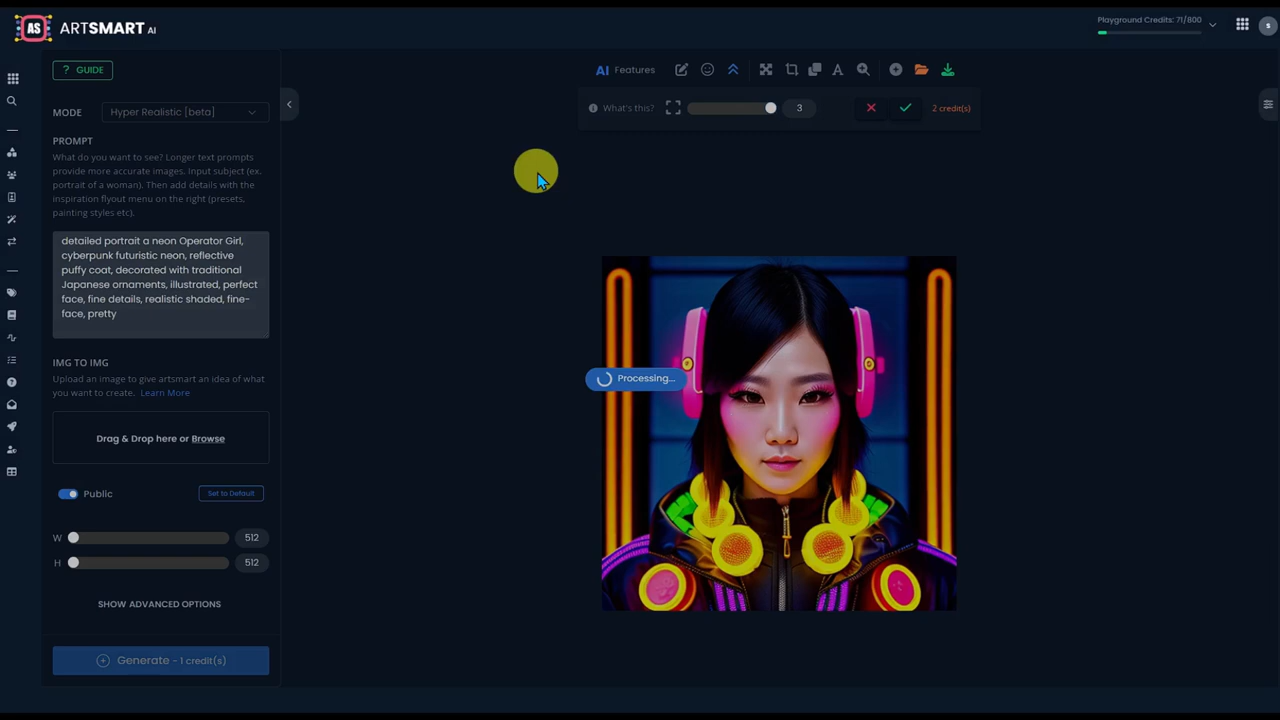 AS ARTSMART AI
Playground Credits: 71/800
S
? GUIDE
AI Features
MODE Hyper Realistic [beta]
What's this? 3 2 credit(s)
PROMPT
What do you want to see? Longer text prompts
provide more accurate images. Input subject (ex.
portrait of a woman). Then add details with the
inspiration flyout menu on the right (presets,
painting styles etc).
detailed portrait a neon Operator Girl,
cyberpunk futuristic neon, reflective
puffy coat, decorated with traditional
Japanese ornaments, illustrated, perfect
face, fine details, realistic shaded, fine-
face, pretty
Processing...
IMG TO IMG
Upload an image to give artsmart an idea of what
you want to create. Learn More
Drag & Drop here or Browse
Public Set to Default
W 512
H 512
SHOW ADVANCED OPTIONS
Generate - 1 credit(s)